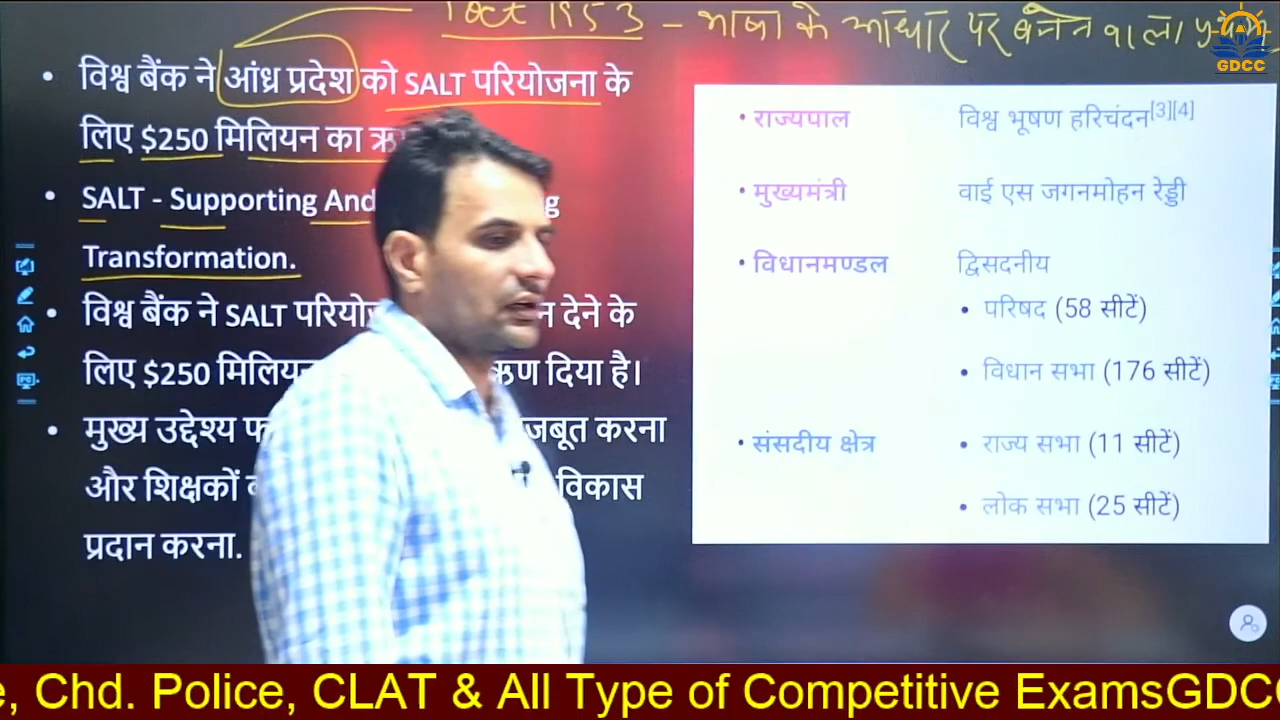 1 Oct 1953 - भाषा के आधार पर बनने वाला
GDCC
• विश्व बैंक ने आंध्र प्रदेश को SALT परियोजना के
लिए $250 मिलियन का ऋ
• SALT - Supporting And
Transformation.
• विश्व बैंक ने SALT परियोज न देने के
लिए $250 मिलियन ऋण दिया है।
• मुख्य उद्देश्य जबूत करना
और शिक्षकों विकास
प्रदान करना.
• राज्यपाल विश्व भूषण हरिचंदन[3][4]
• मुख्यमंत्री वाई एस जगनमोहन रेड्डी
• विधानमण्डल द्विसदनीय
• परिषद (58 सीटें)
• विधान सभा (176 सीटें)
• संसदीय क्षेत्र • राज्य सभा (11 सीटें)
• लोक सभा (25 सीटें)
e, Chd. Police, CLAT & All Type of Competitive ExamsGDCC